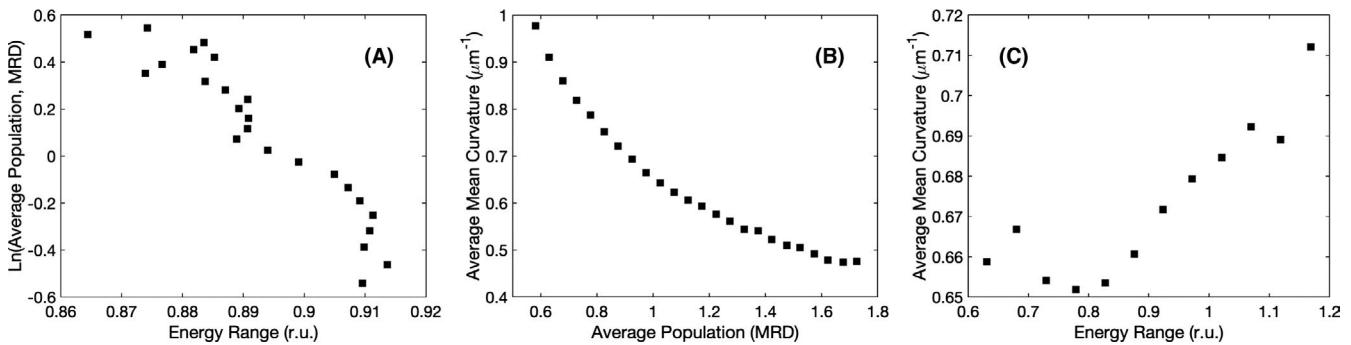 0.6
0.4
0.2
0
-0.2
-0.4
-0.6
Ln(Average Population, MRD)
0.86 0.87 0.88 0.89 0.9 0.91 0.92
Energy Range (r.u.)
(A)
1
0.9
0.8
0.7
0.6
0.5
0.4
Average Mean Curvature (μm⁻¹)
0.6 0.8 1 1.2 1.4 1.6 1.8
Average Population (MRD)
(B)
0.72
0.71
0.69
0.68
0.67
0.66
0.65
Average Mean Curvature (μm⁻¹)
0.6 0.7 0.8 0.9 1 1.1 1.2
Energy Range (r.u.)
(C)